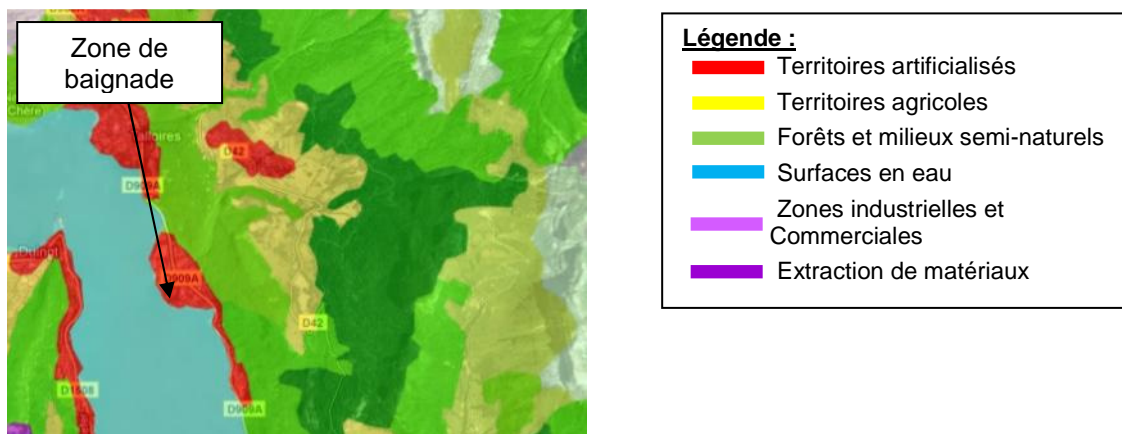 Zone de
baignade
D42
D909A
D909A
D42
D1508
D909A
Légende :
Territoires artificialisés
Territoires agricoles
Forêts et milieux semi-naturels
Surfaces en eau
Zones industrielles et
Commerciales
Extraction de matériaux